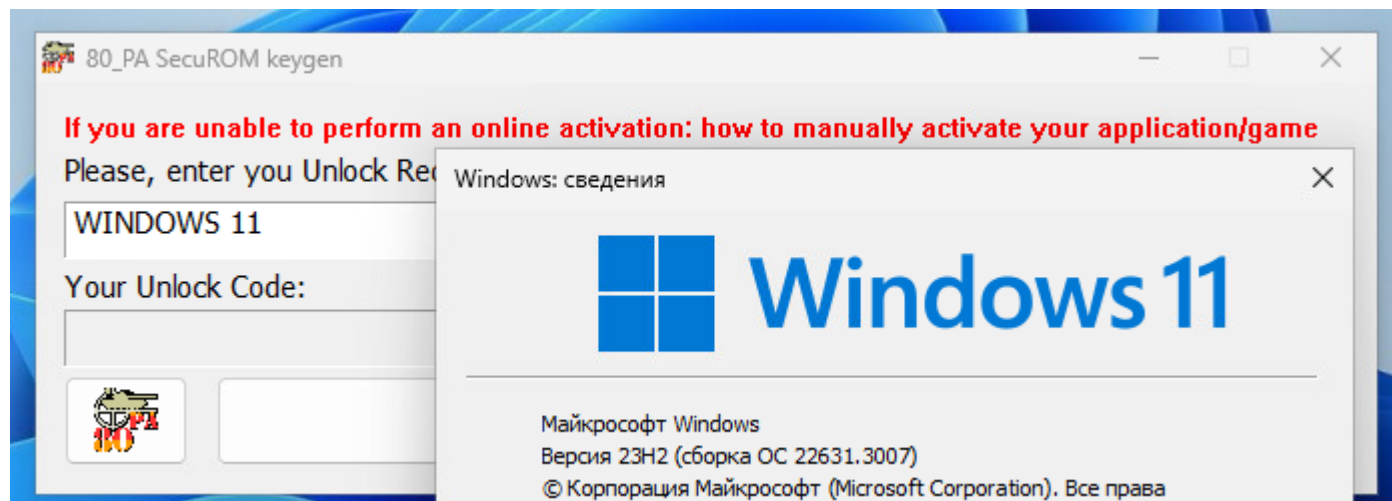 80_PA SecuROM keygen
If you are unable to perform an online activation: how to manually activate your application/game
Please, enter you Unlock Re
WINDOWS 11
Your Unlock Code:
80 PA
Windows: сведения
Windows 11
Майкрософт Windows
Версия 23H2 (сборка ОС 22631.3007)
© Корпорация Майкрософт (Microsoft Corporation). Все права